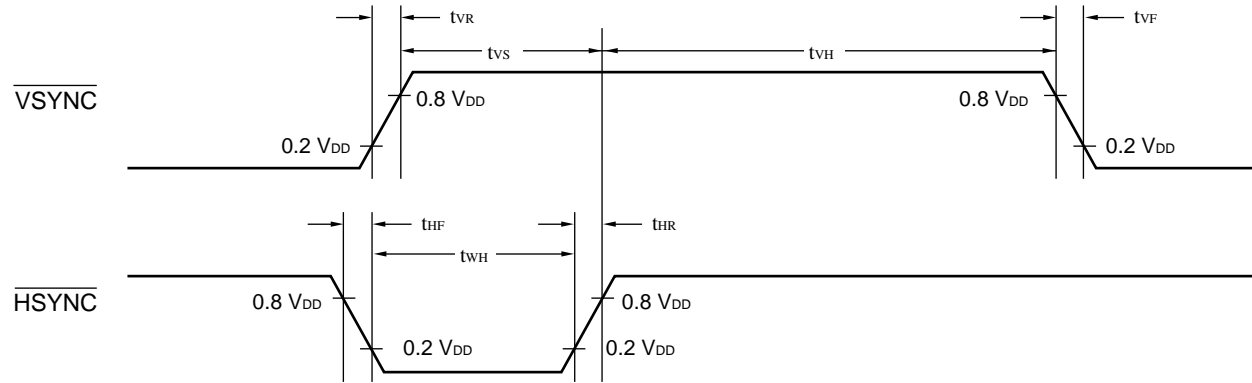 tVR
tVF
tVS
tVH
VSYNC
0.8 VDD
0.8 VDD
0.2 VDD
0.2 VDD
tHF
tHR
tWH
HSYNC
0.8 VDD
0.8 VDD
0.2 VDD
0.2 VDD